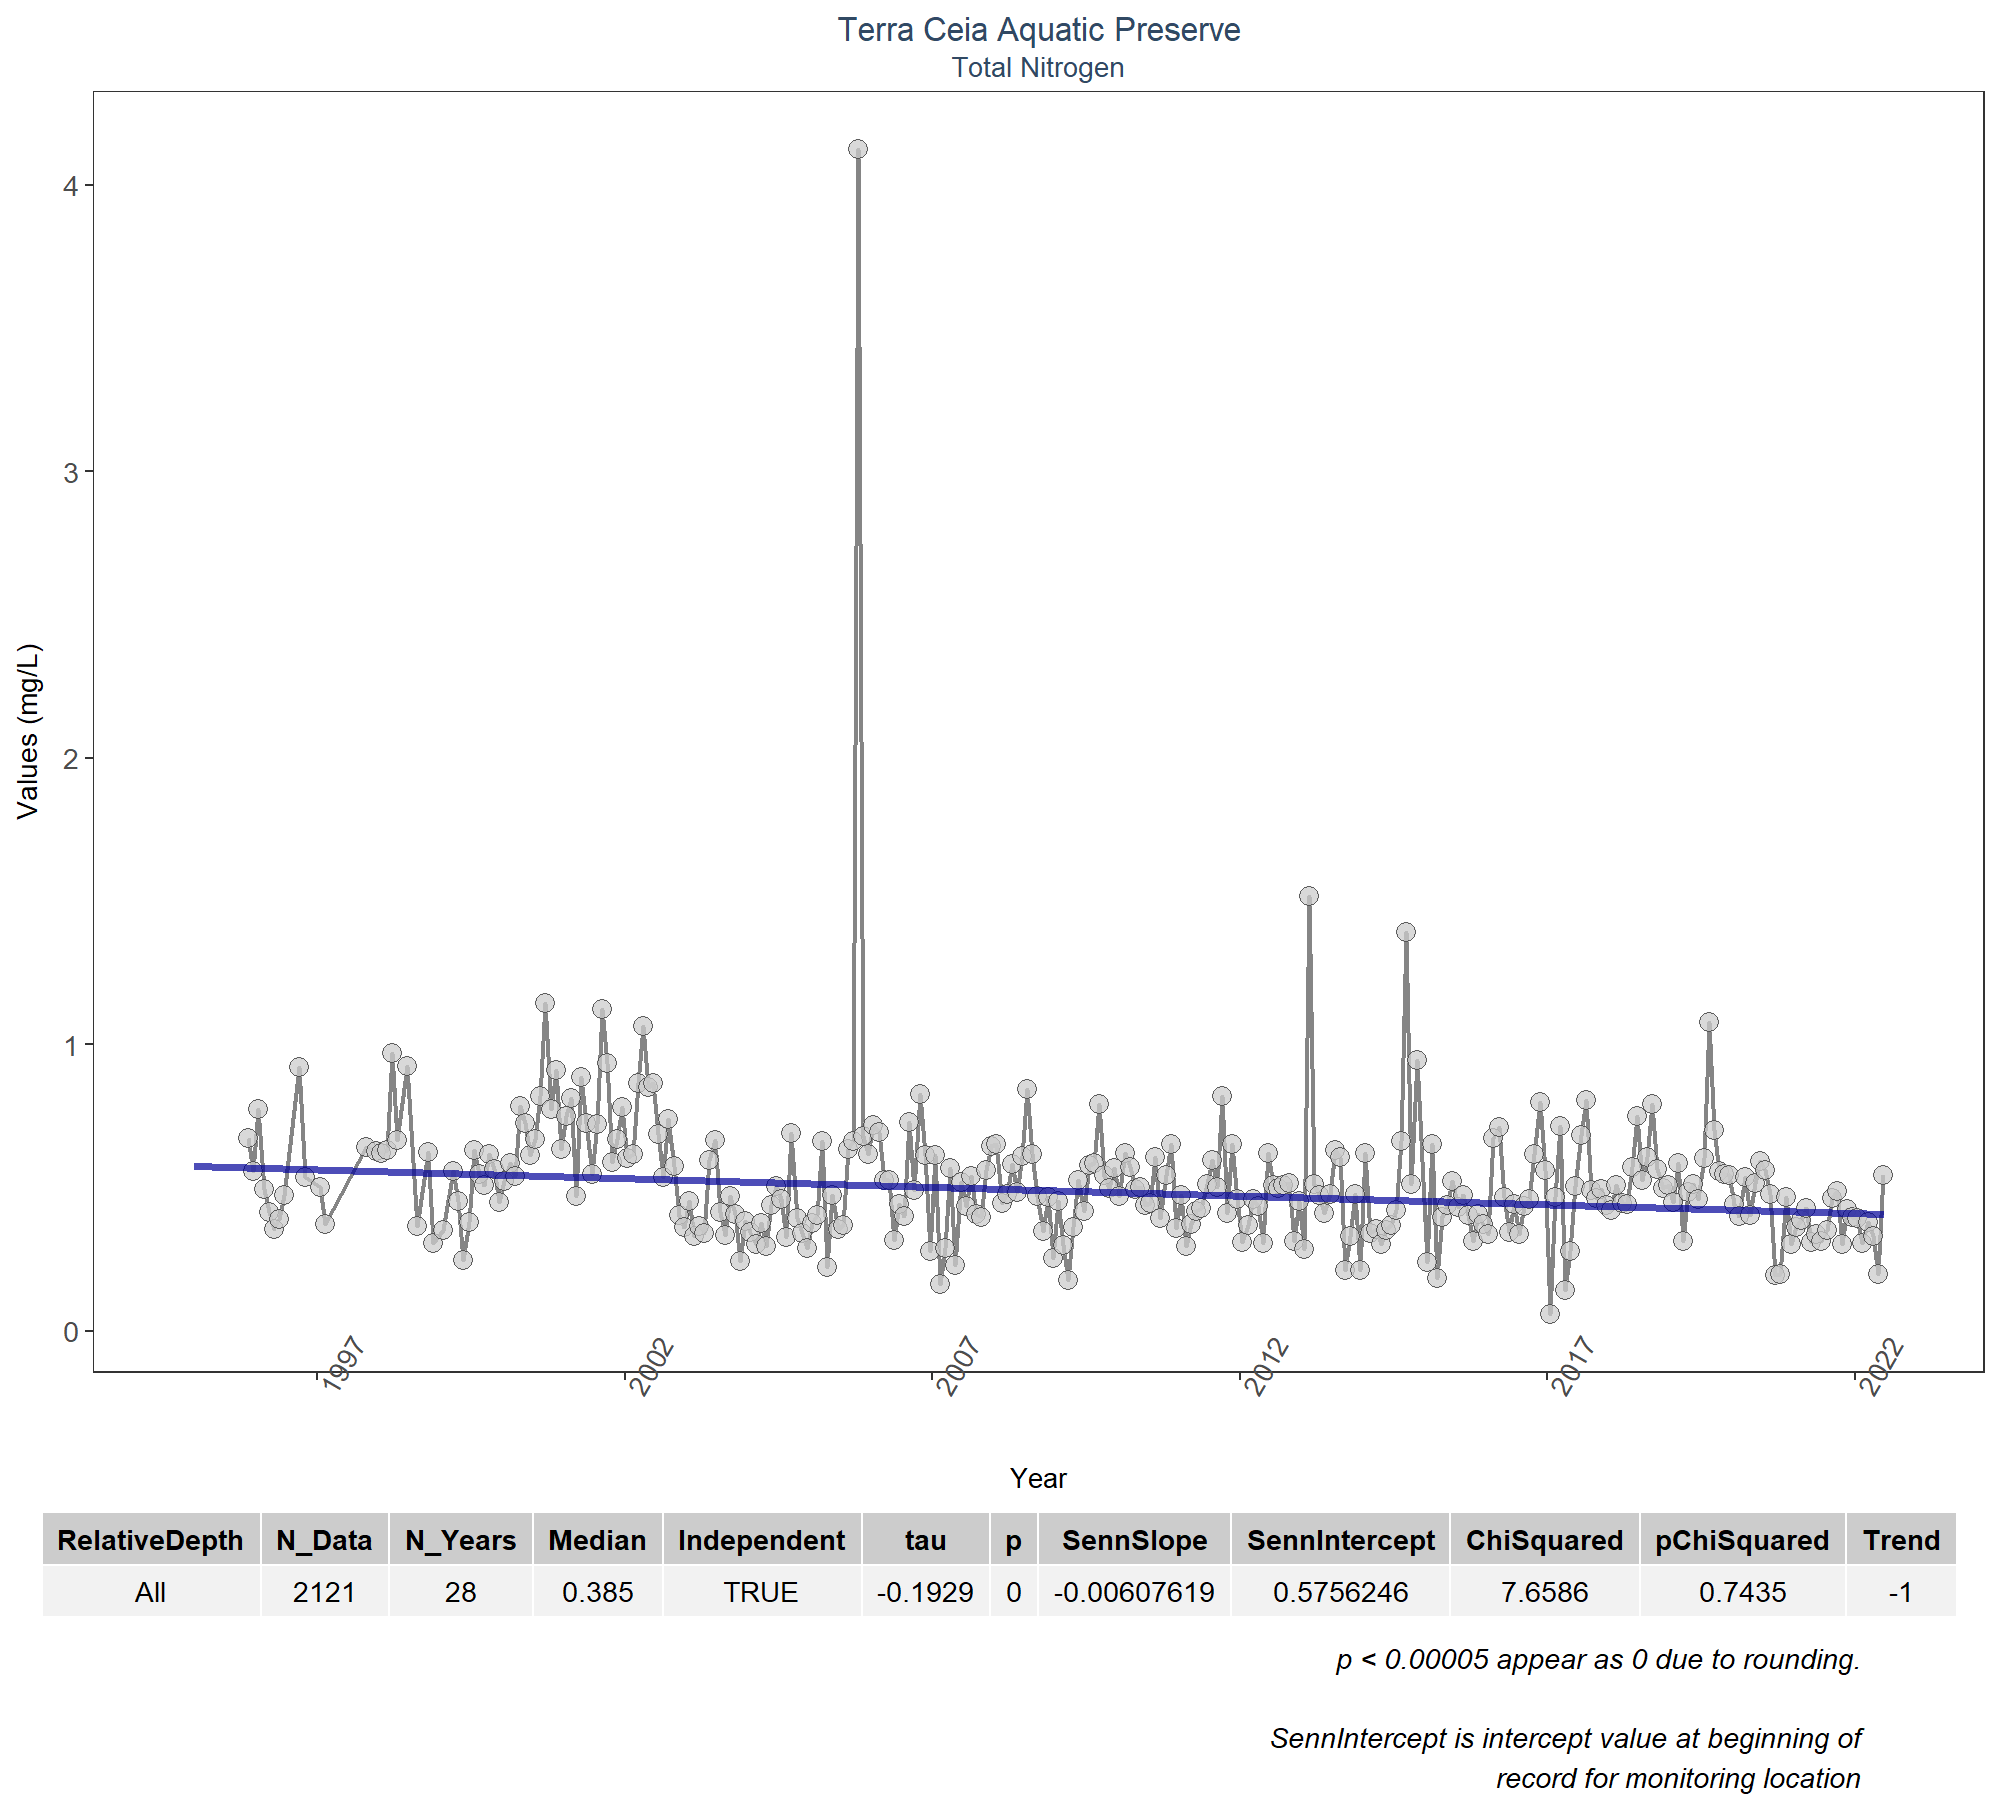 Terra Ceia Aquatic Preserve
Total Nitrogen
Values (mg/L)
4
3
2
1
0
1997 2002 2007 2012 2017 2022
Year
RelativeDepth N_Data N_Years Median Independent tau p SennSlope SennIntercept ChiSquared pChiSquared Trend
All 2121 28 0.385 TRUE -0.1929 0 -0.00607619 0.5756246 7.6586 0.7435 -1
p < 0.00005 appear as 0 due to rounding.
SennIntercept is intercept value at beginning of
record for monitoring location